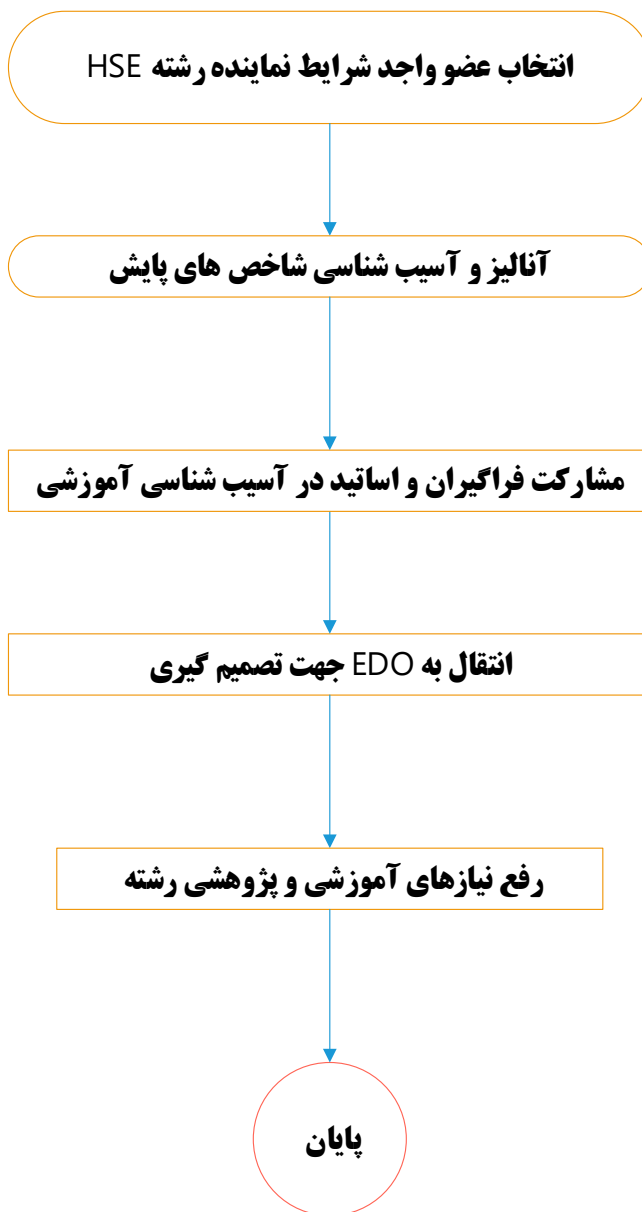 انتخاب عضو واجد شرایط نماینده رشته HSE
آنالیز و آسیب شناسی شاخص های پایش
مشارکت فراگیران و اساتید در آسیب شناسی آموزشی
انتقال به EDO جهت تصمیم گیری
رفع نیازهای آموزشی و پژوهشی رشته
پایان